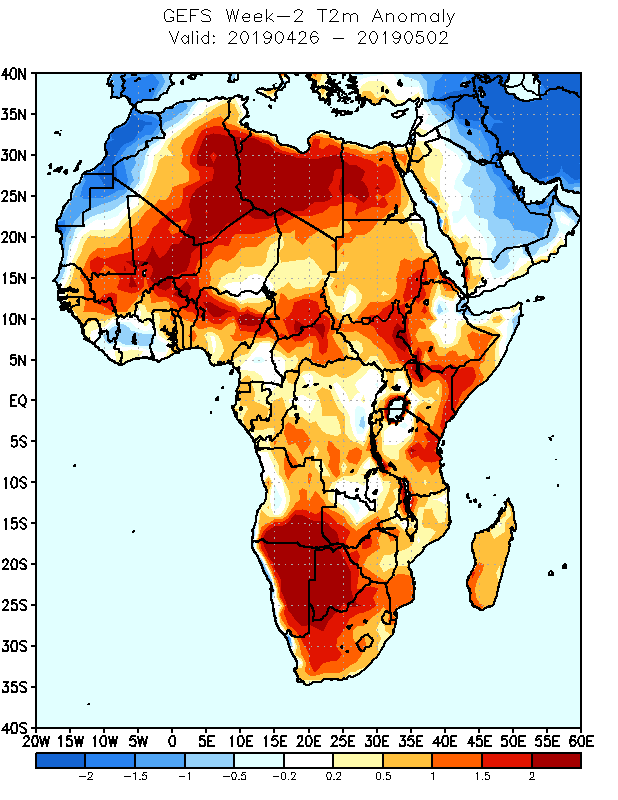 GEFS Week-2 T2m Anomaly
Valid: 20190426 - 20190502
40N
35N
30N
25N
20N
15N
10N
5N
EQ
5S
10S
15S
20S
25S
30S
35S
40S
20W 15W 10W 5W 0 5E 10E 15E 20E 25E 30E 35E 40E 45E 50E 55E 60E
-2 -1.5 -1 -0.5 -0.2 0.2 0.5 1 1.5 2